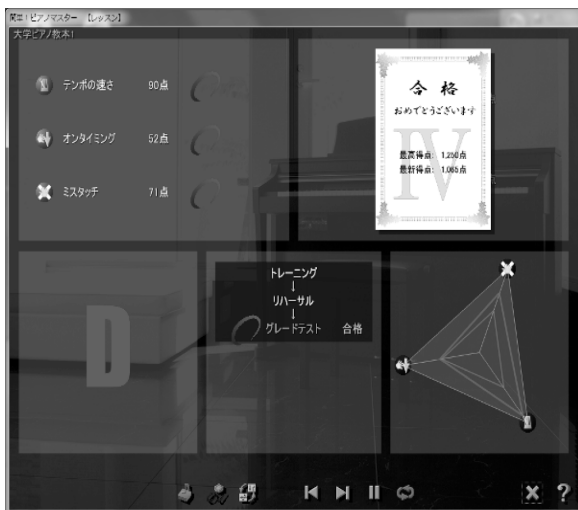 簡単!ピアノマスター 【レッスン】
大学ピアノ教本1
テンポの速さ 90点
オンタイミング 52点
ミスタッチ 71点
合格
おめでとうございます
IV
最高得点: 1,250点
最新得点: 1,065点
D
トレーニング
↓
リハーサル
↓
グレードテスト 合格
?